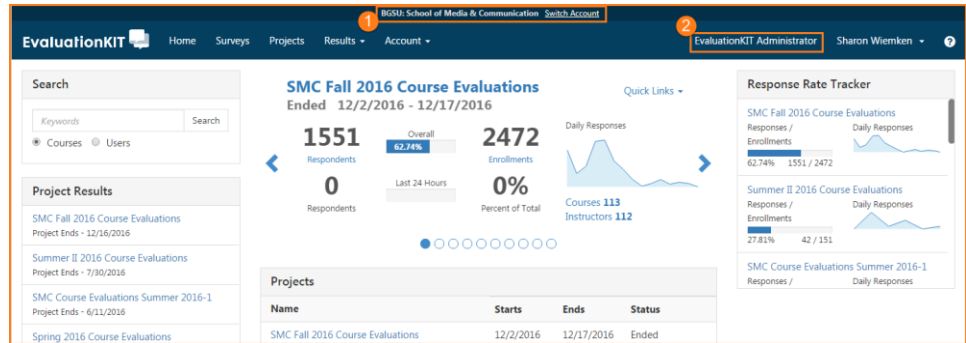 BGSU: School of Media & Communication Switch Account
1
EvaluationKIT Home Surveys Projects Results Account
2
EvaluationKIT Administrator Sharon Wiemken ?
Search
Keywords Search
Courses Users
Project Results
SMC Fall 2016 Course Evaluations
Project Ends - 12/16/2016
Summer II 2016 Course Evaluations
Project Ends - 7/30/2016
SMC Course Evaluations Summer 2016-1
Project Ends - 6/11/2016
Spring 2016 Course Evaluations
SMC Fall 2016 Course Evaluations
Ended 12/2/2016 - 12/17/2016
Quick Links
1551
Respondents
Overall
62.74%
2472
Enrollments
0
Respondents
Last 24 Hours
0%
Percent of Total
Daily Responses
Courses 113
Instructors 112
Projects
Name Starts Ends Status
SMC Fall 2016 Course Evaluations 12/2/2016 12/17/2016 Ended
Response Rate Tracker
SMC Fall 2016 Course Evaluations
Responses / Daily Responses
Enrollments
62.74% 1551 / 2472
Summer II 2016 Course Evaluations
Responses / Daily Responses
Enrollments
27.81% 42 / 151
SMC Course Evaluations Summer 2016-1
Responses / Daily Responses